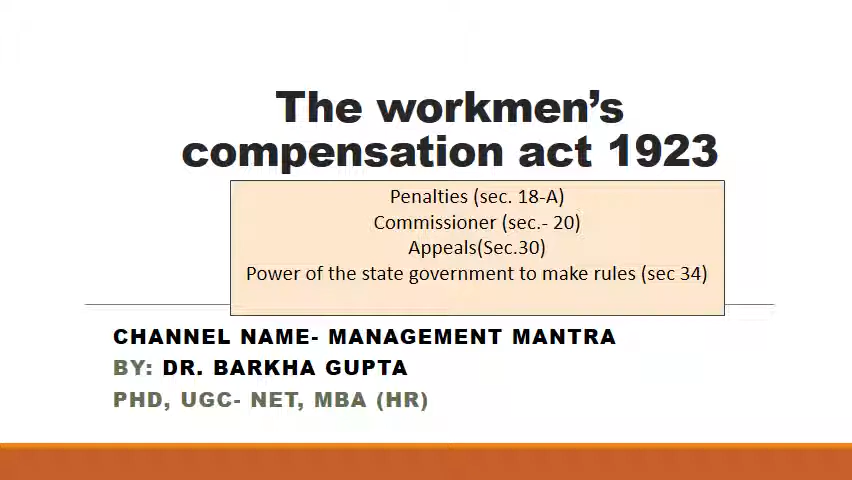 The workmen’s
compensation act 1923
Penalties (sec. 18-A)
Commissioner (sec.- 20)
Appeals(Sec.30)
Power of the state government to make rules (sec 34)
CHANNEL NAME- MANAGEMENT MANTRA
BY: DR. BARKHA GUPTA
PHD, UGC- NET, MBA (HR)